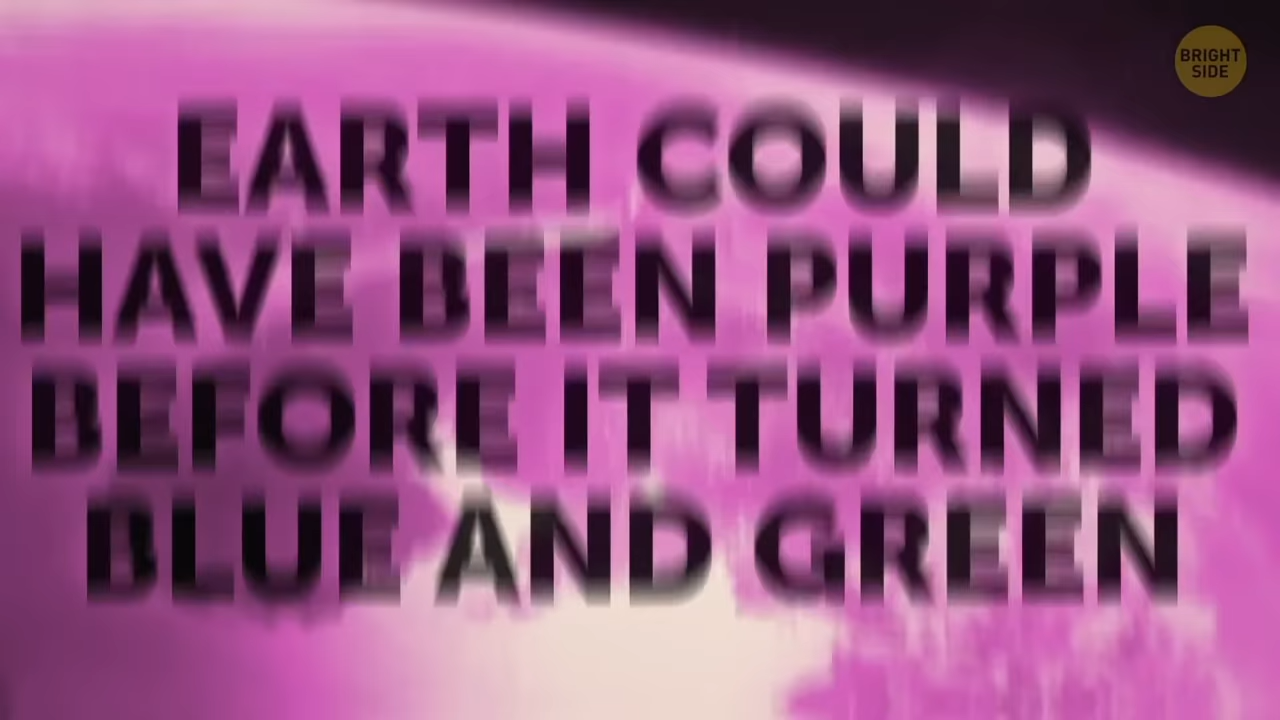 BRIGHT
SIDE
EARTH COULD
HAVE BEEN PURPLE
BEFORE IT TURNED
BLUE AND GREEN